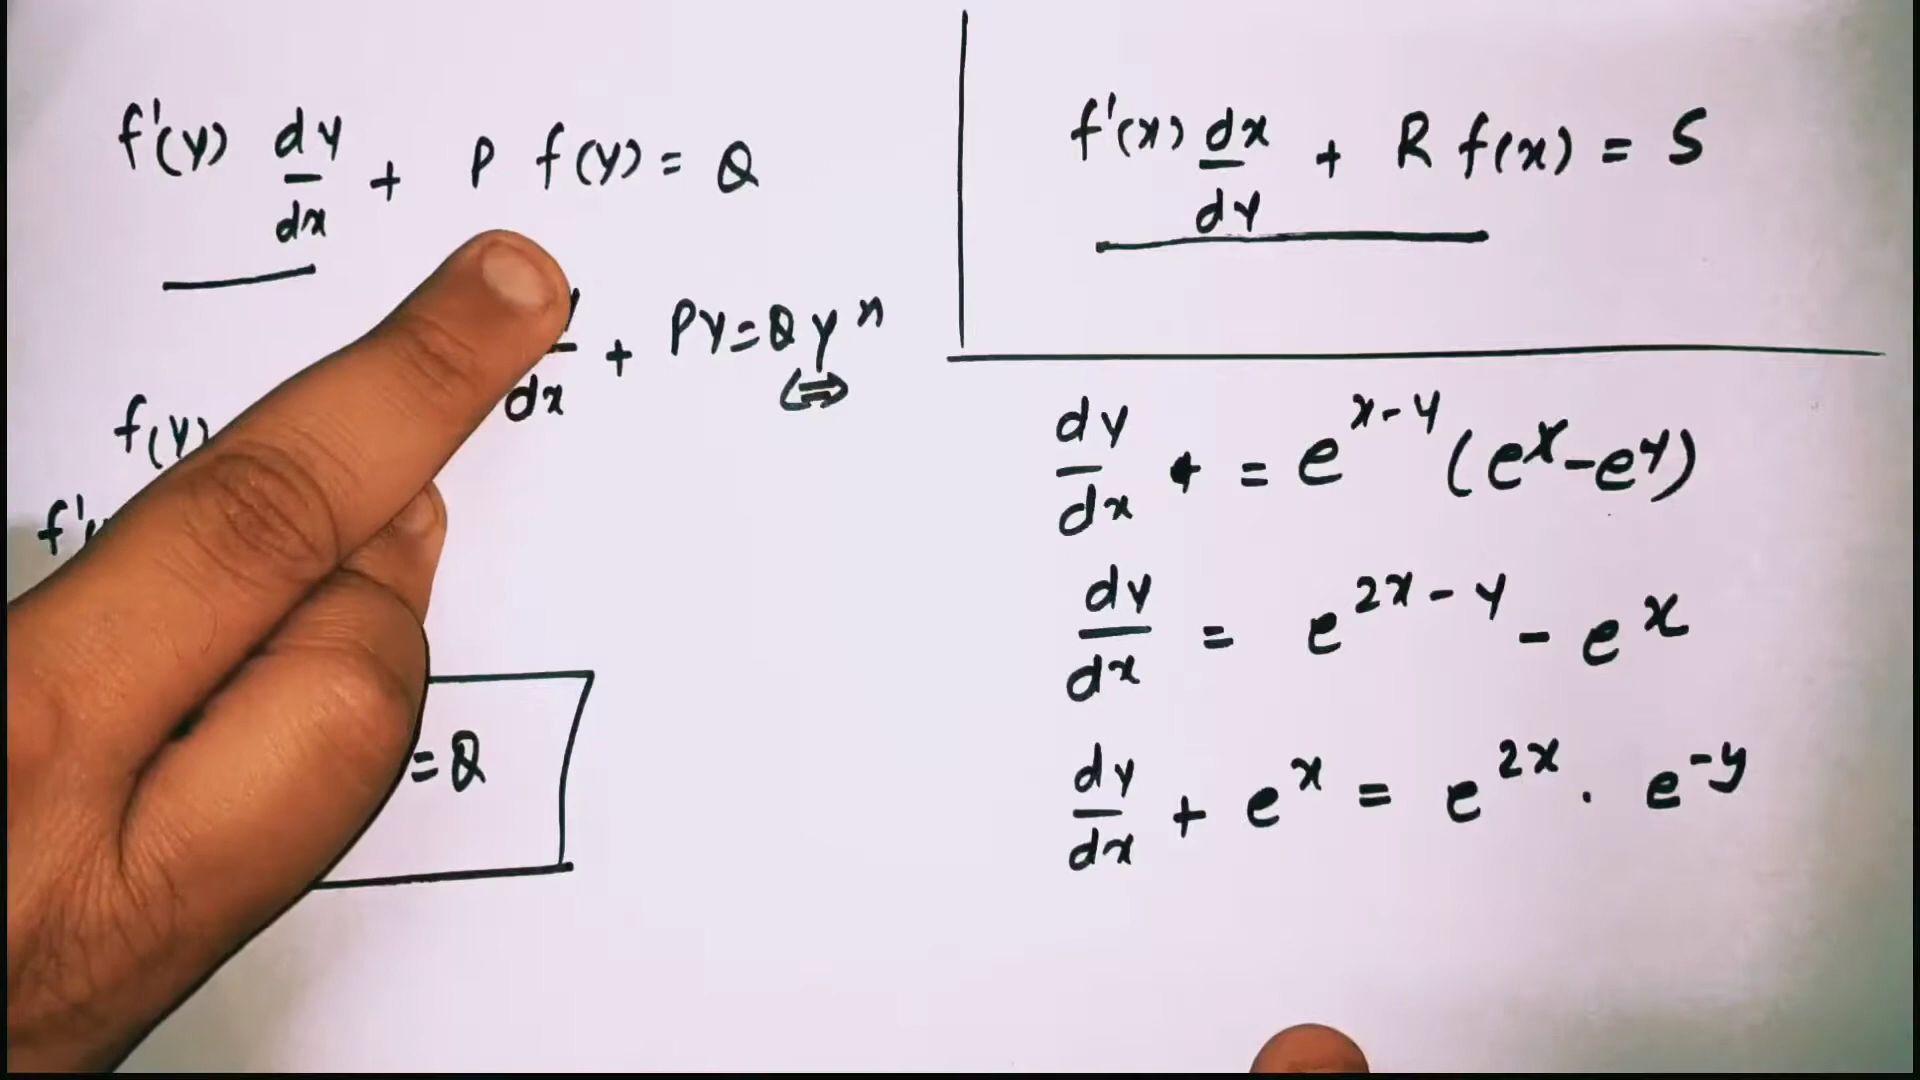 f'(y) dy/dx + P f(y) = Q
dx + Py = Q y^n
f(y)
f'
= Q
f'(x) dx/dy + R f(x) = S
dy/dx = e^(x-y) (e^x - e^y)
dy/dx = e^(2x-y) - e^x
dy/dx + e^x = e^(2x) . e^(-y)